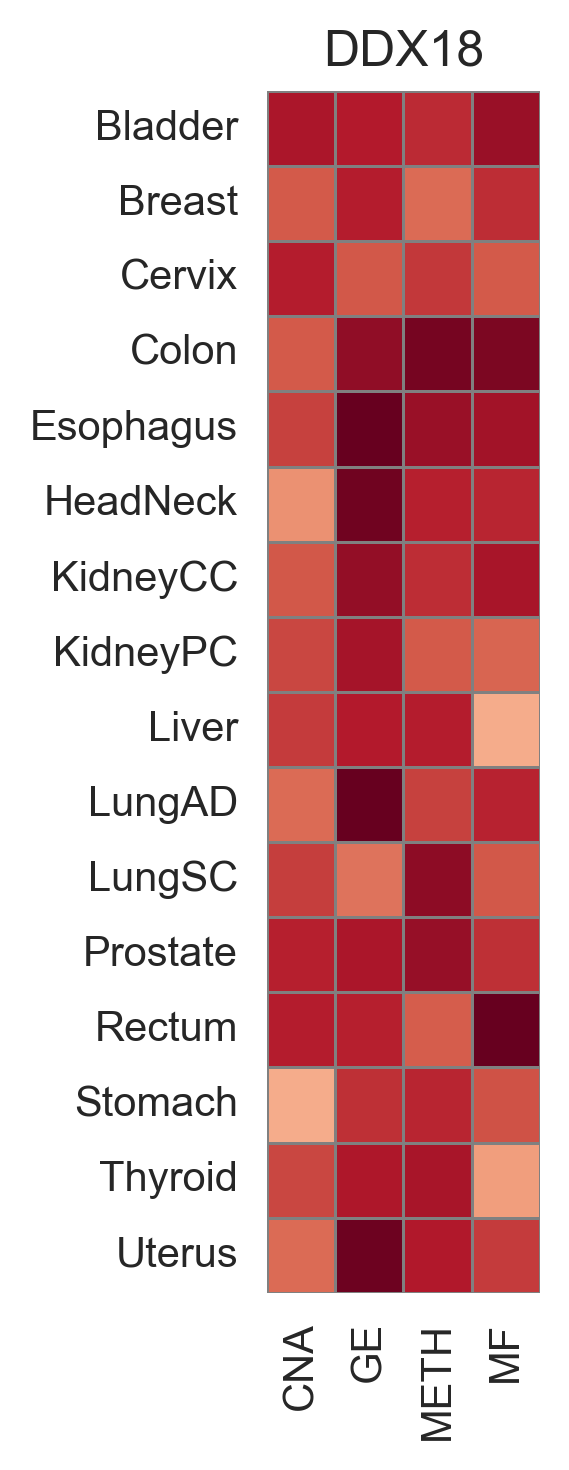 DDX18
Bladder
Breast
Cervix
Colon
Esophagus
HeadNeck
KidneyCC
KidneyPC
Liver
LungAD
LungSC
Prostate
Rectum
Stomach
Thyroid
Uterus
CNA
GE
METH
MF